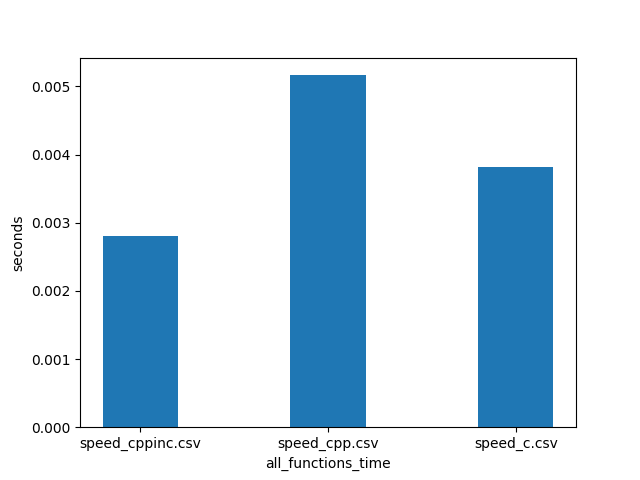 0.005
0.004
0.003
0.002
0.001
0.000
seconds
speed_cppinc.csv
speed_cpp.csv
speed_c.csv
all_functions_time